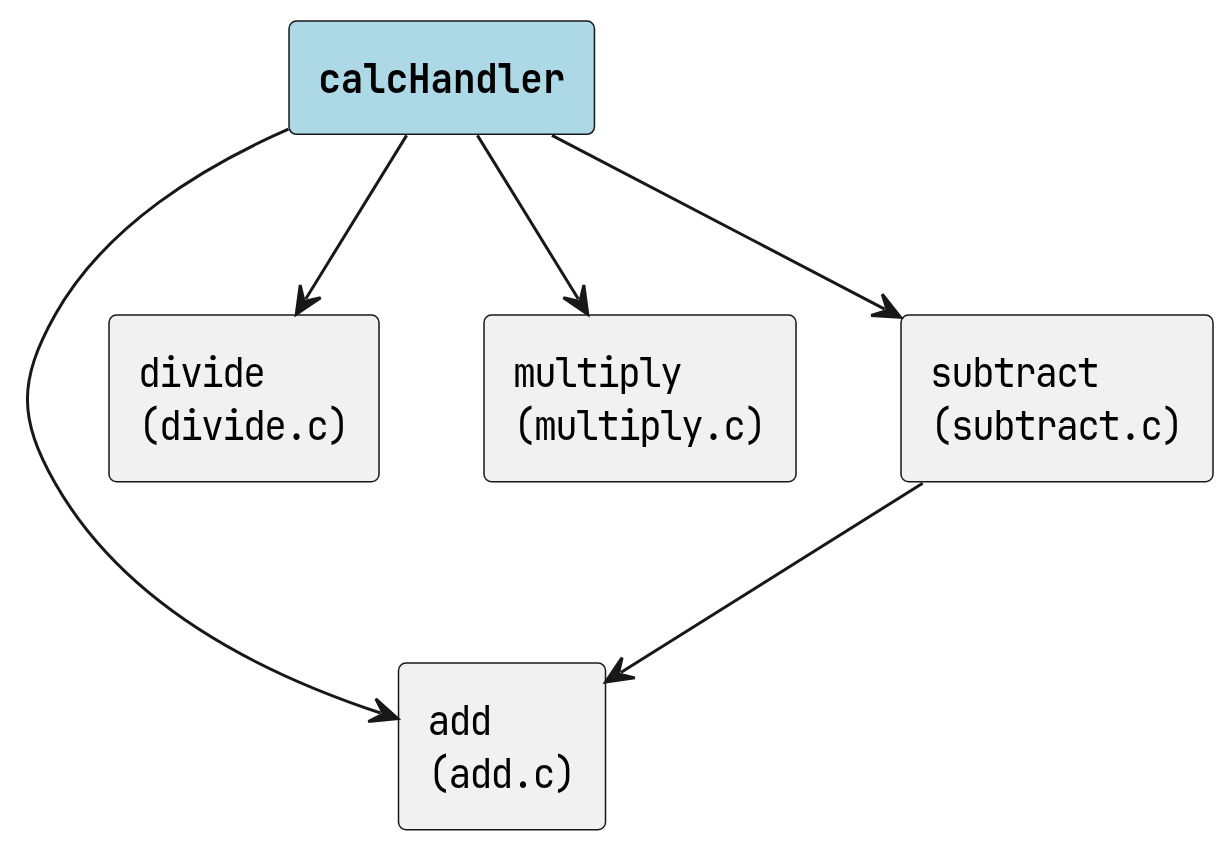 calcHandler
divide
(divide.c)
multiply
(multiply.c)
subtract
(subtract.c)
add
(add.c)